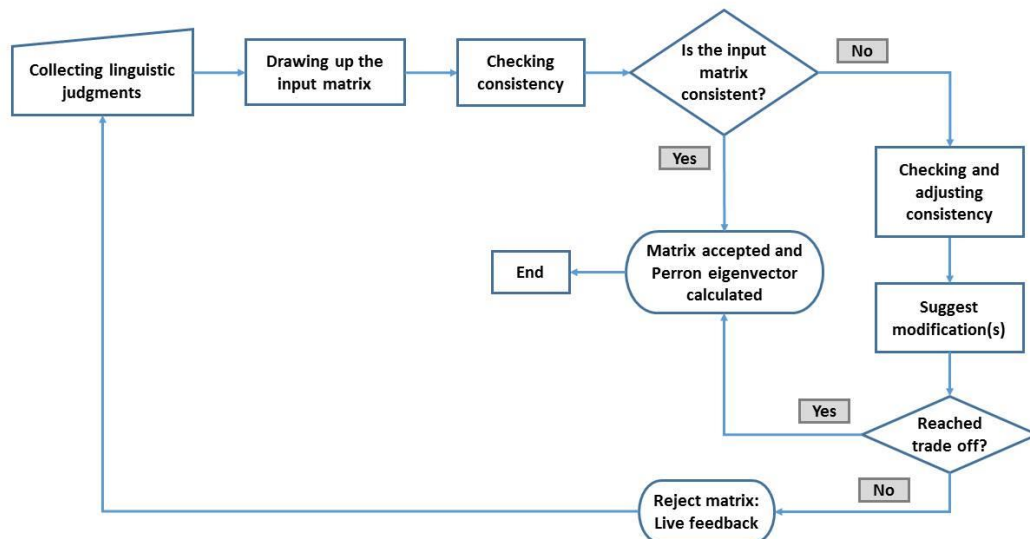 Collecting linguistic
judgments
Drawing up the
input matrix
Checking
consistency
Is the input
matrix
consistent?
No
Yes
Checking and
adjusting
consistency
Matrix accepted and
Perron eigenvector
calculated
End
Suggest
modification(s)
Reached
trade off?
Yes
No
Reject matrix:
Live feedback